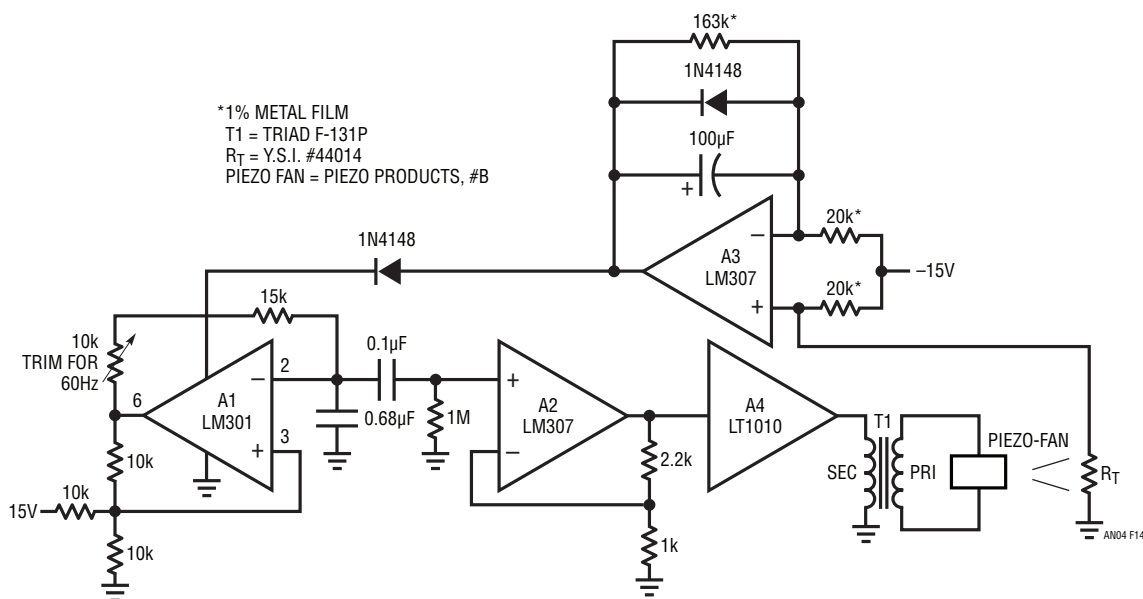 163k*
1N4148
*1% METAL FILM
T1 = TRIAD F-131P
RT = Y.S.I. #44014
PIEZO FAN = PIEZO PRODUCTS, #B
100µF
+
20k*
–
A3
LM307
–15V
+
20k*
1N4148
15k
10k
TRIM FOR
60Hz
2
–
0.1µF
6
A1
LM301
0.68µF
1M
+
A2
LM307
–
A4
LT1010
T1
PIEZO-FAN
3
+
10k
2.2k
SEC
PRI
RT
10k
15V
10k
1k
AN04 F14